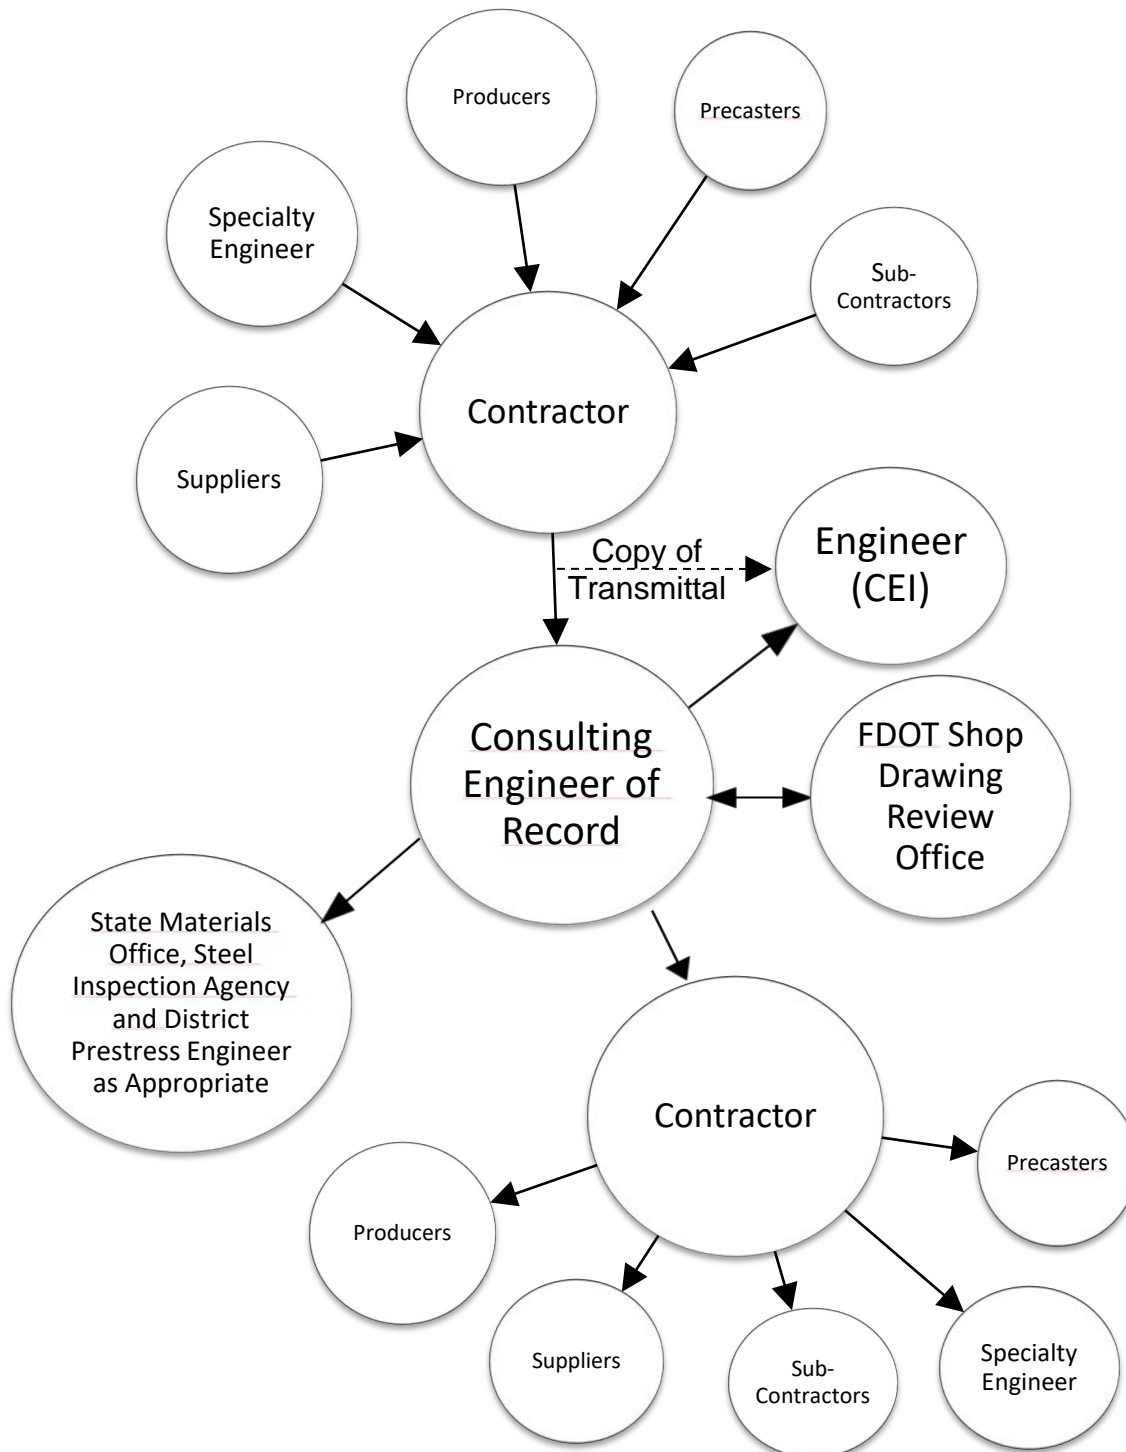 Producers
Precasters
Specialty
Engineer
Sub-
Contractors
Contractor
Suppliers
Copy of
Transmittal
Engineer
(CEI)
Consulting
Engineer of
Record
FDOT Shop
Drawing
Review
Office
State Materials
Office, Steel
Inspection Agency
and District
Prestress Engineer
as Appropriate
Contractor
Precasters
Producers
Suppliers
Sub-
Contractors
Specialty
Engineer